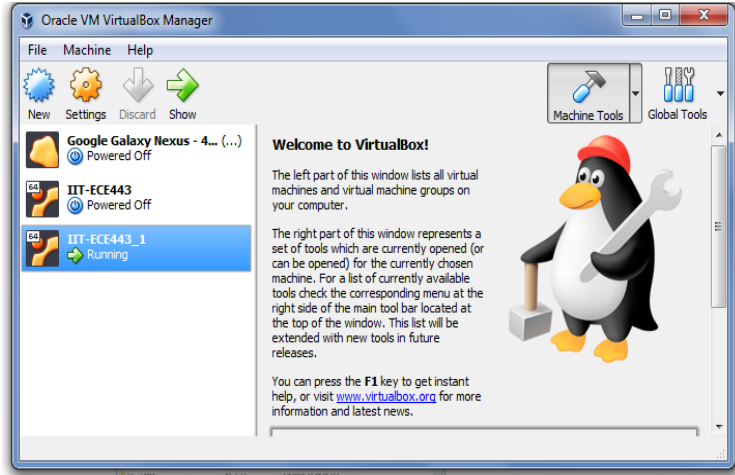 Oracle VM VirtualBox Manager
File Machine Help
New Settings Discard Show
Machine Tools Global Tools
Google Galaxy Nexus - 4... (...)
Powered Off
64 IIT-ECE443
Powered Off
64 IIT-ECE443_1
Running
Welcome to VirtualBox!
The left part of this window lists all virtual
machines and virtual machine groups on
your computer.
The right part of this window represents a
set of tools which are currently opened (or
can be opened) for the currently chosen
machine. For a list of currently available
tools check the corresponding menu at the
right side of the main tool bar located at
the top of the window. This list will be
extended with new tools in future
releases.
You can press the F1 key to get instant
help, or visit www.virtualbox.org for more
information and latest news.